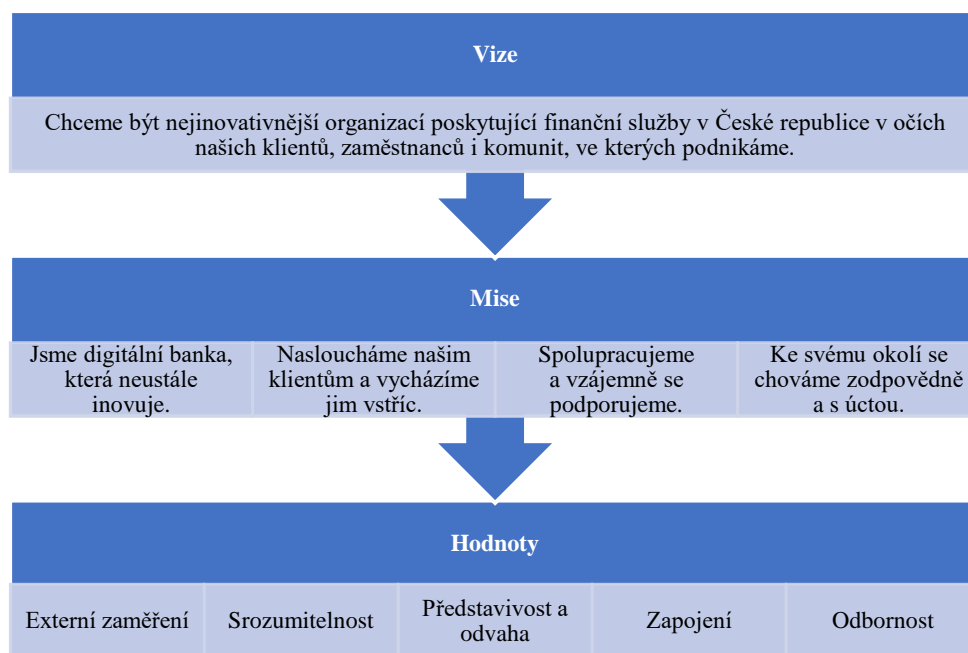 Vize
Chceme být nejinovativnější organizací poskytující finanční služby v České republice v očích
našich klientů, zaměstnanců i komunit, ve kterých podnikáme.
Mise
Jsme digitální banka,
která neustále
inovuje.
Nasloucháme našim
klientům a vycházíme
jim vstříc.
Spolupracujeme
a vzájemně se
podporujeme.
Ke svému okolí se
chováme zodpovědně
a s úctou.
Hodnoty
Externí zaměření
Srozumitelnost
Představivost a
odvaha
Zapojení
Odbornost